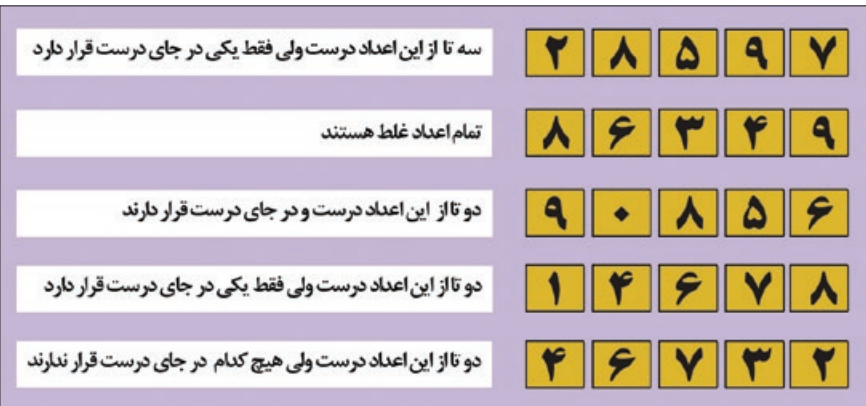 سه تا از این اعداد درست ولی فقط یکی در جای درست قرار دارد ۲ ۸ ۵ ۹ ۷
تمام اعداد غلط هستند ۸ ۶ ۳ ۴ ۹
دو تا از این اعداد درست و در جای درست قرار دارند ۹ ۰ ۸ ۵ ۶
دو تا از این اعداد درست ولی فقط یکی در جای درست قرار دارد ۱ ۴ ۶ ۷ ۸
دو تا از این اعداد درست ولی هیچ کدام در جای درست قرار ندارند ۴ ۶ ۷ ۳ ۲